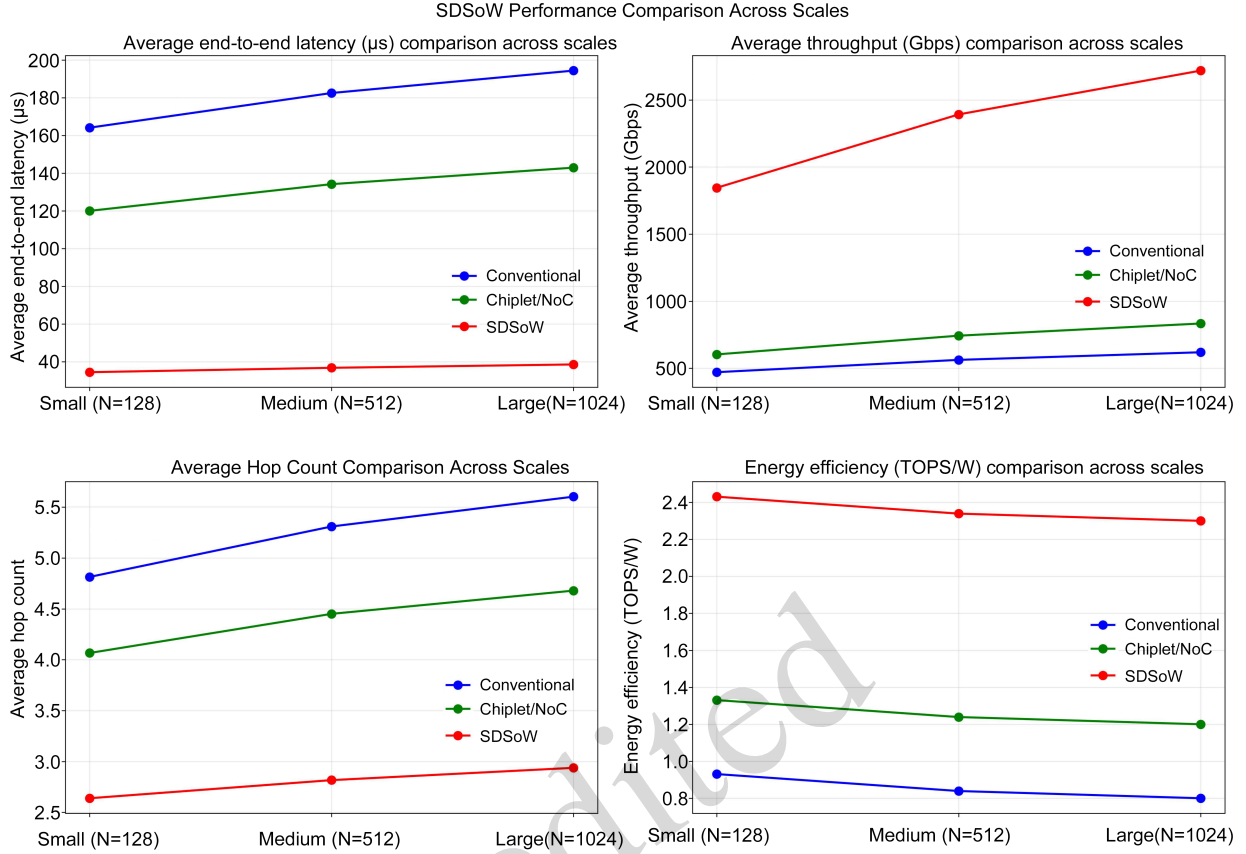 SDSoW Performance Comparison Across Scales
Average end-to-end latency (μs) comparison across scales
Average end-to-end latency (μs)
200
180
160
140
120
100
80
60
40
Conventional
Chiplet/NoC
SDSoW
Small (N=128)
Medium (N=512)
Large(N=1024)
Average throughput (Gbps) comparison across scales
Average throughput (Gbps)
2500
2000
1500
1000
500
Conventional
Chiplet/NoC
SDSoW
Small (N=128)
Medium (N=512)
Large(N=1024)
Average Hop Count Comparison Across Scales
Average hop count
5.5
5.0
4.5
4.0
3.5
3.0
2.5
Conventional
Chiplet/NoC
SDSoW
Small (N=128)
Medium (N=512)
Large(N=1024)
Energy efficiency (TOPS/W) comparison across scales
Energy efficiency (TOPS/W)
2.4
2.2
2.0
1.8
1.6
1.4
1.2
1.0
0.8
Conventional
Chiplet/NoC
SDSoW
Small (N=128)
Medium (N=512)
Large(N=1024)
edited